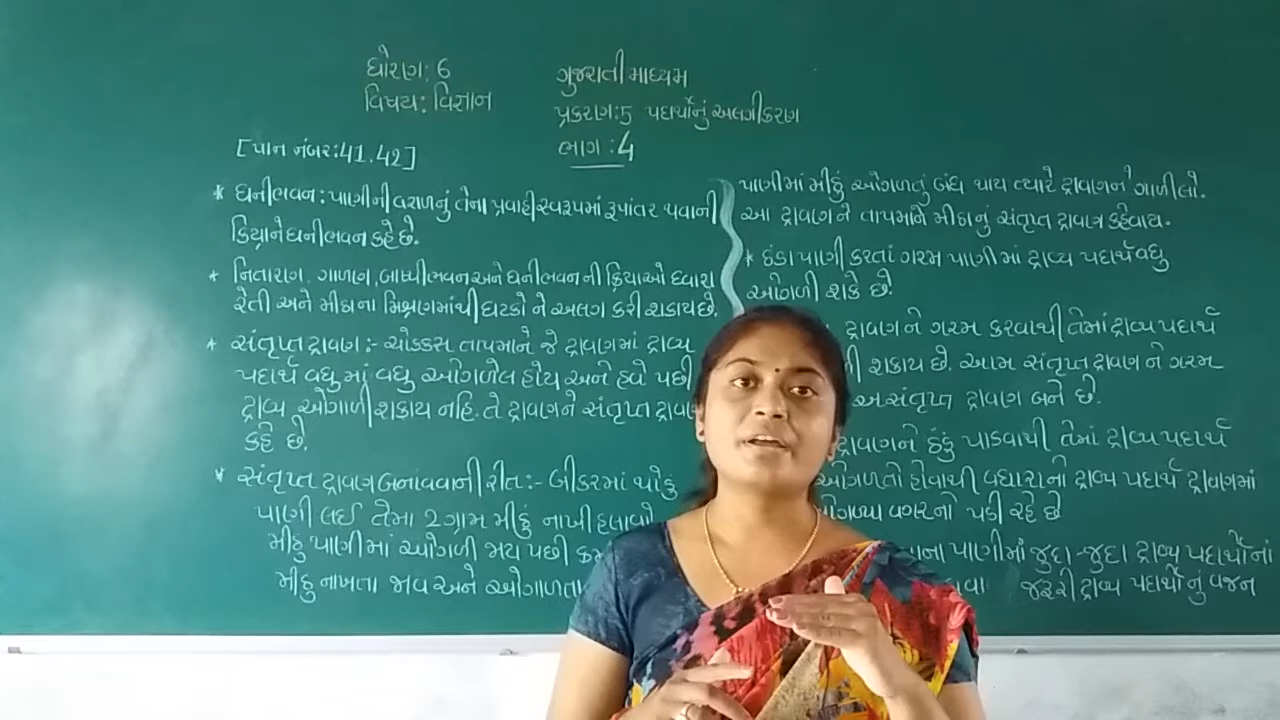 ધોરણ: 6
વિષય: વિજ્ઞાન
ગુજરાતી માધ્યમ
પ્રકરણ: 5 પદાર્થોનું અલગીકરણ
ભાગ : 4
[પાન નંબર: 41, 42]
* ઘનીભવન: પાણીની વરાળનું તેના પ્રવાહી સ્વરૂપમાં રૂપાંતર થવાની
ક્રિયાને ઘનીભવન કહે છે.
* નિતારણ, ગાળણ, બાષ્પીભવન અને ઘનીભવન ની ક્રિયાઓ દ્વારા
રેતી અને મીઠાના મિશ્રણમાંથી ઘટકો ને અલગ કરી શકાય છે.
* સંતૃપ્ત દ્રાવણ :- ચોક્કસ તાપમાને જે દ્રાવણમાં દ્રાવ્ય
પદાર્થ વધુ માં વધુ ઓગળેલ હોય અને હવે પછી
દ્રાવ્ય ઓગાળી શકાય નહિ. તે દ્રાવણને સંતૃપ્ત
કહે છે.
* સંતૃપ્ત દ્રાવણ બનાવવાની રીત :- બીકરમાં થોડું
પાણી લઈ તેમા 2 ગ્રામ મીઠું નાખી હલાવો
મીઠુ પાણીમાં ઓગળી જાય પછી
મીઠુ નાખતા જાવ અને ઓગાળતા
પાણીમાં મીઠું ઓગળતું બંધ થાય ત્યારે દ્રાવણને ગાળી લો.
આ દ્રાવણ ને તાપમાને મીઠાનું સંતૃપ્ત દ્રાવણ કહેવાય.
* ઠંડા પાણી કરતાં ગરમ પાણી માં દ્રાવ્ય પદાર્થ વધુ
ઓગળી શકે છે.
દ્રાવણ ને ગરમ કરવાથી તેમાં દ્રાવ્ય પદાર્થ
શકાય છે. આમ સંતૃપ્ત દ્રાવણ ને ગરમ
અસંતૃપ્ત દ્રાવણ બને છે.
દ્રાવણને ઠંડુ પાડવાથી તેમાં દ્રાવ્ય પદાર્થ
ઓગળતો હોવાથી વધારાનો દ્રાવ્ય પદાર્થ દ્રાવણમાં
વગરનો પડી રહે છે
પાણીમાં જુદા-જુદા દ્રાવ્ય પદાર્થોનાં
જરૂરી દ્રાવ્ય પદાર્થો નું વજન